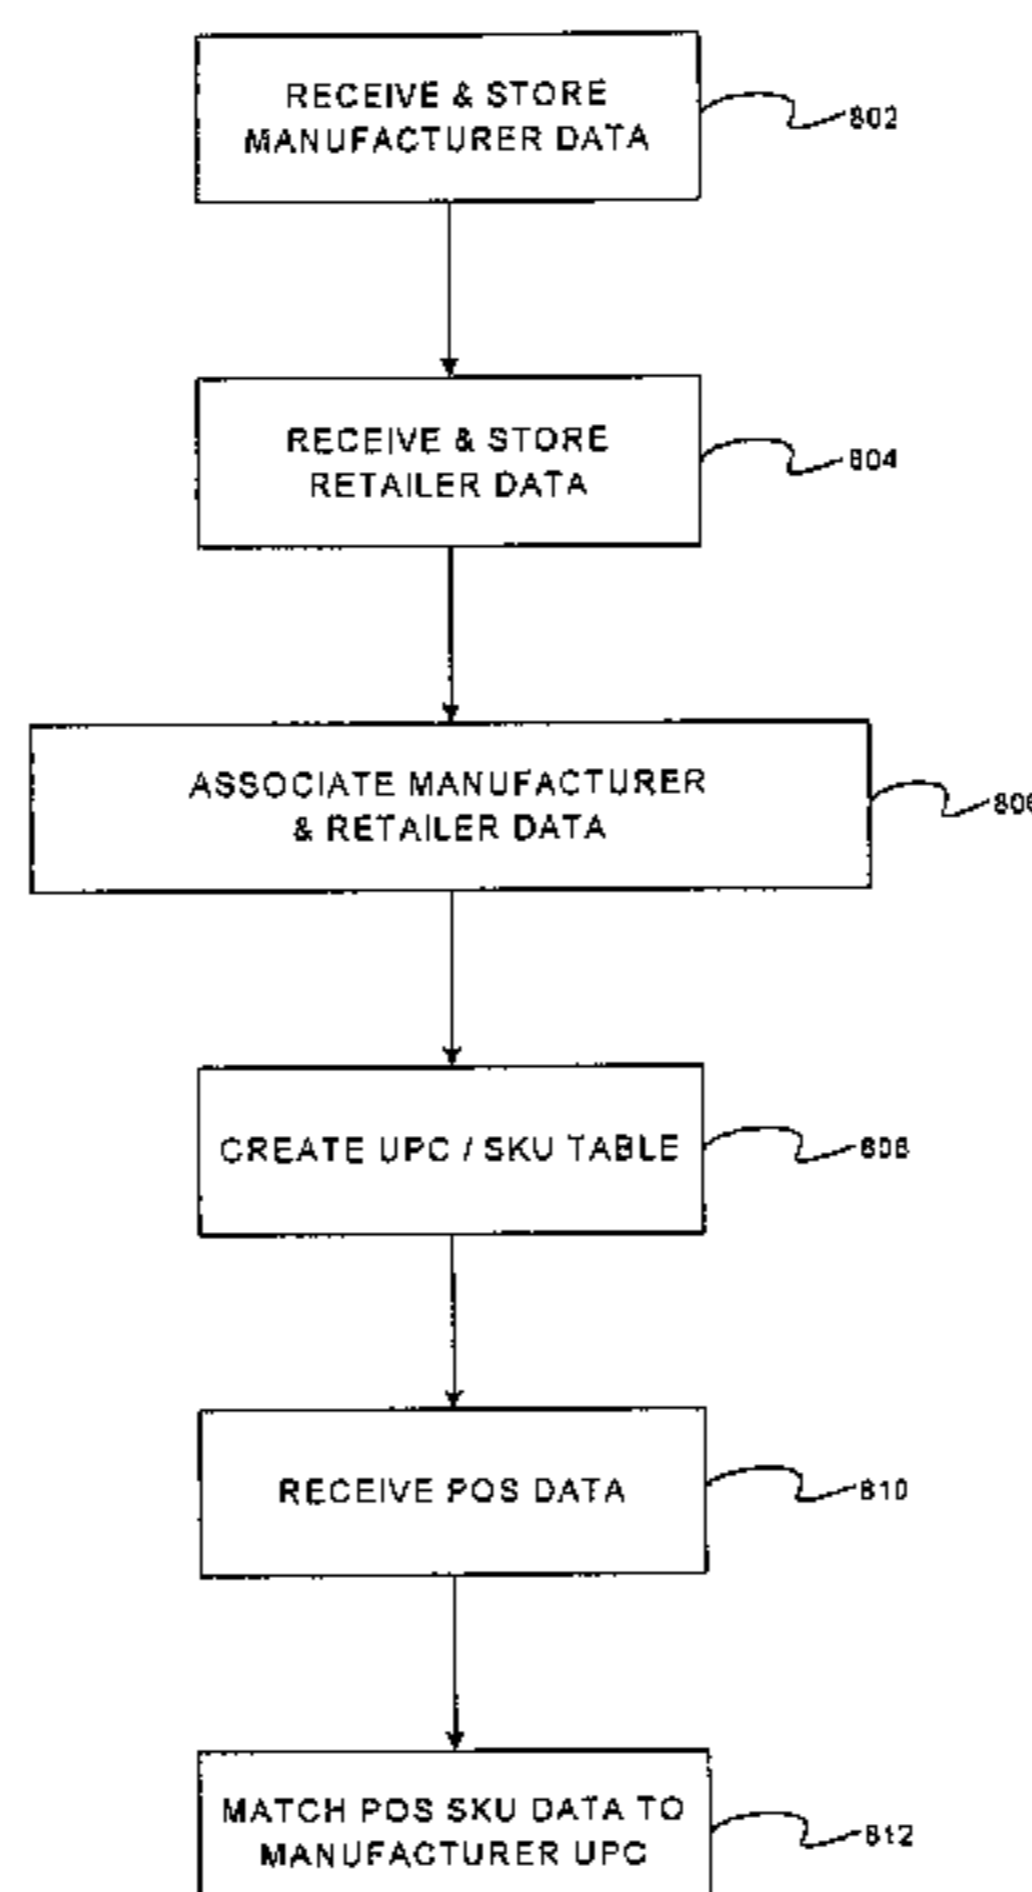 RECEIVE & STORE
MANUFACTURER DATA
802
RECEIVE & STORE
RETAILER DATA
804
ASSOCIATE MANUFACTURER
& RETAILER DATA
806
CREATE UPC / SKU TABLE
808
RECEIVE POS DATA
810
MATCH POS SKU DATA TO
MANUFACTURER UPC
812